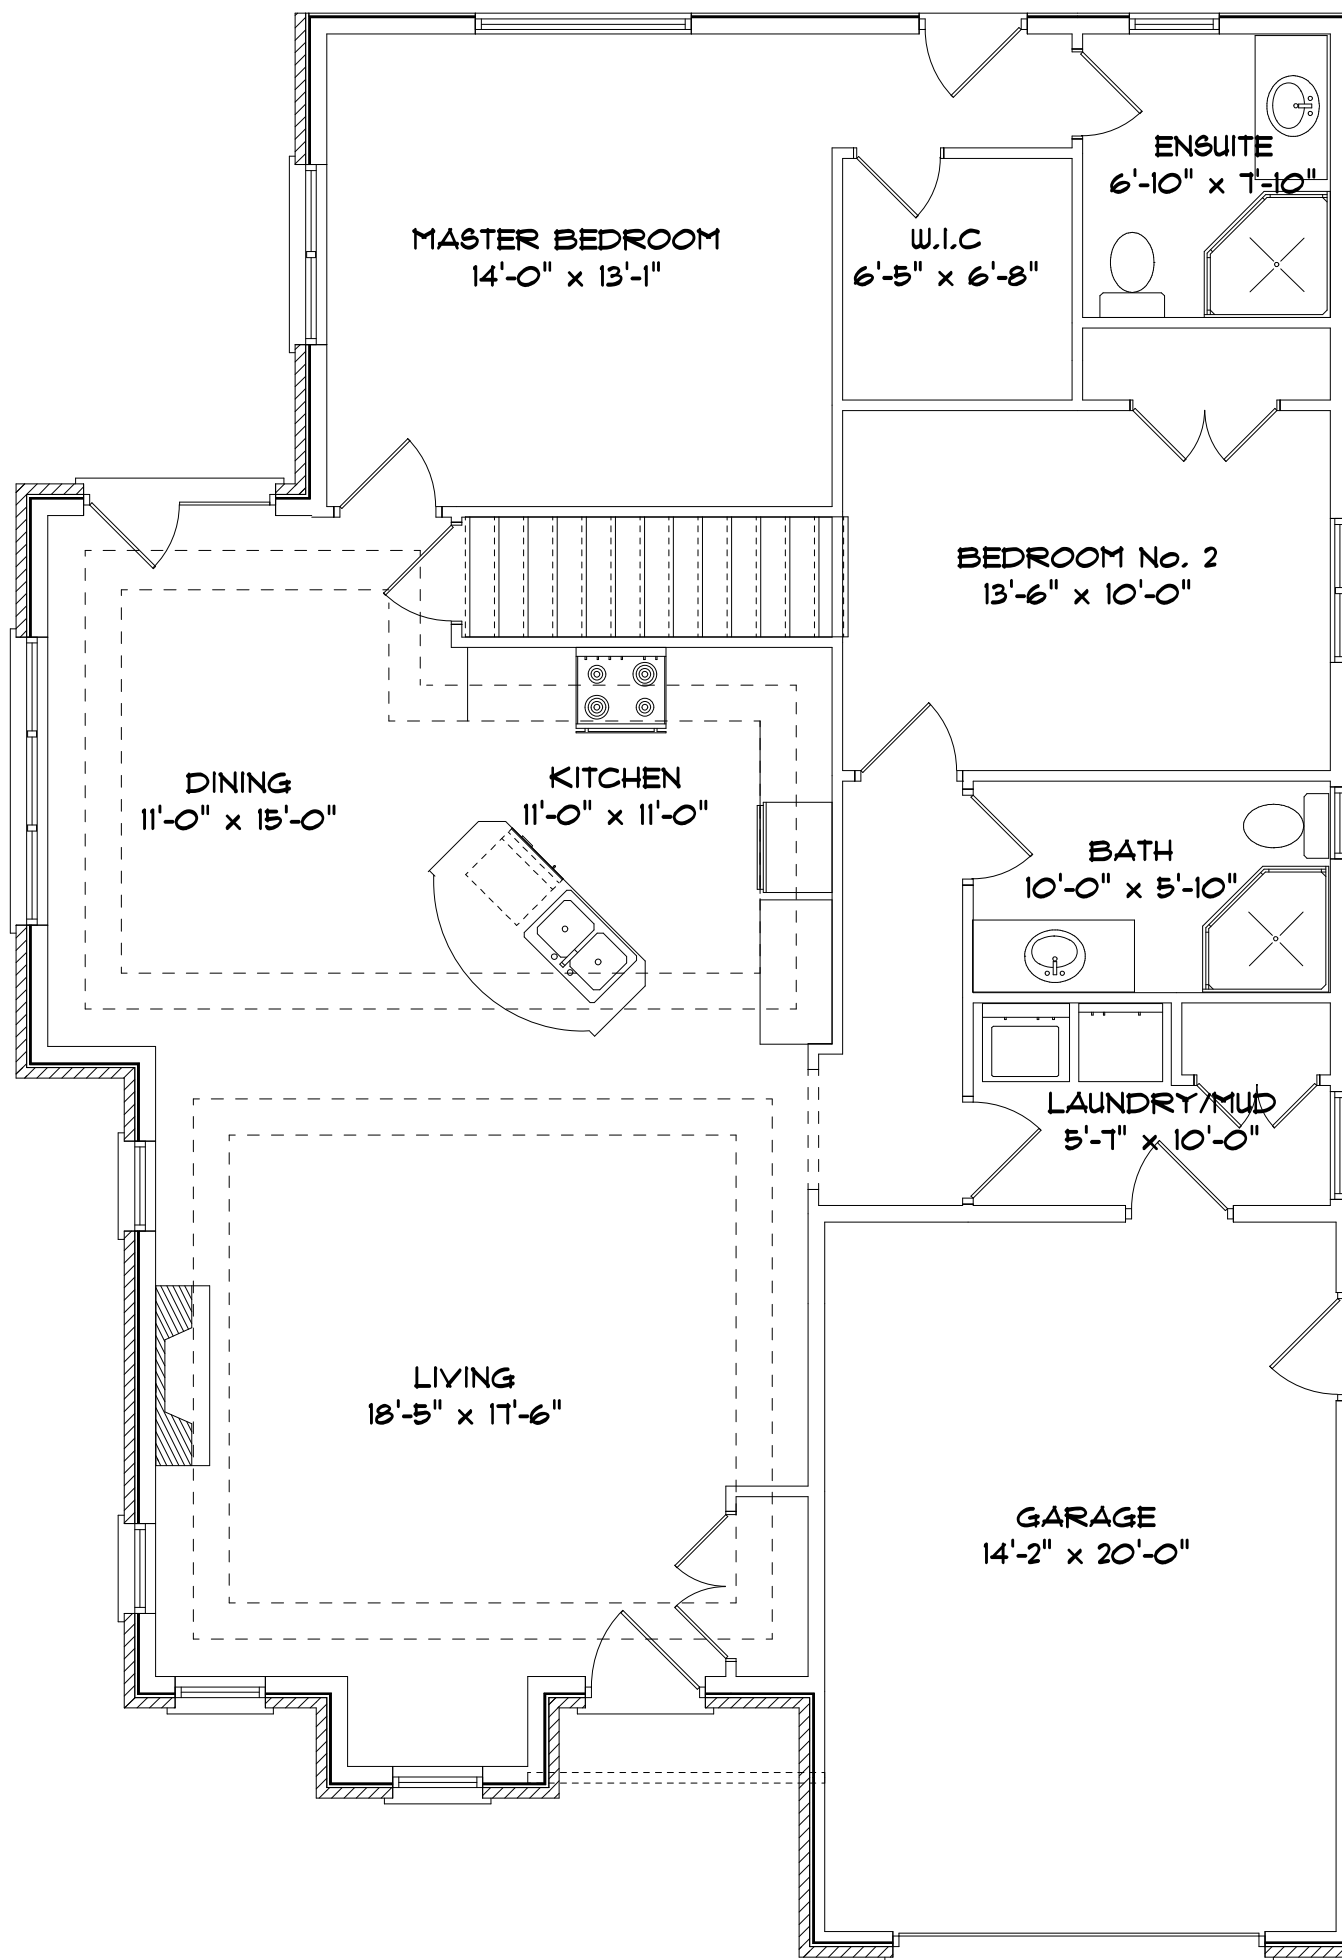 ENSUITE
6'-10" x 7'-10"
MASTER BEDROOM
14'-0" x 13'-1"
W.I.C
6'-5" x 6'-8"
BEDROOM No. 2
13'-6" x 10'-0"
DINING
11'-0" x 15'-0"
KITCHEN
11'-0" x 11'-0"
BATH
10'-0" x 5'-10"
LAUNDRY/MUD
5'-7" x 10'-0"
LIVING
18'-5" x 17'-6"
GARAGE
14'-2" x 20'-0"